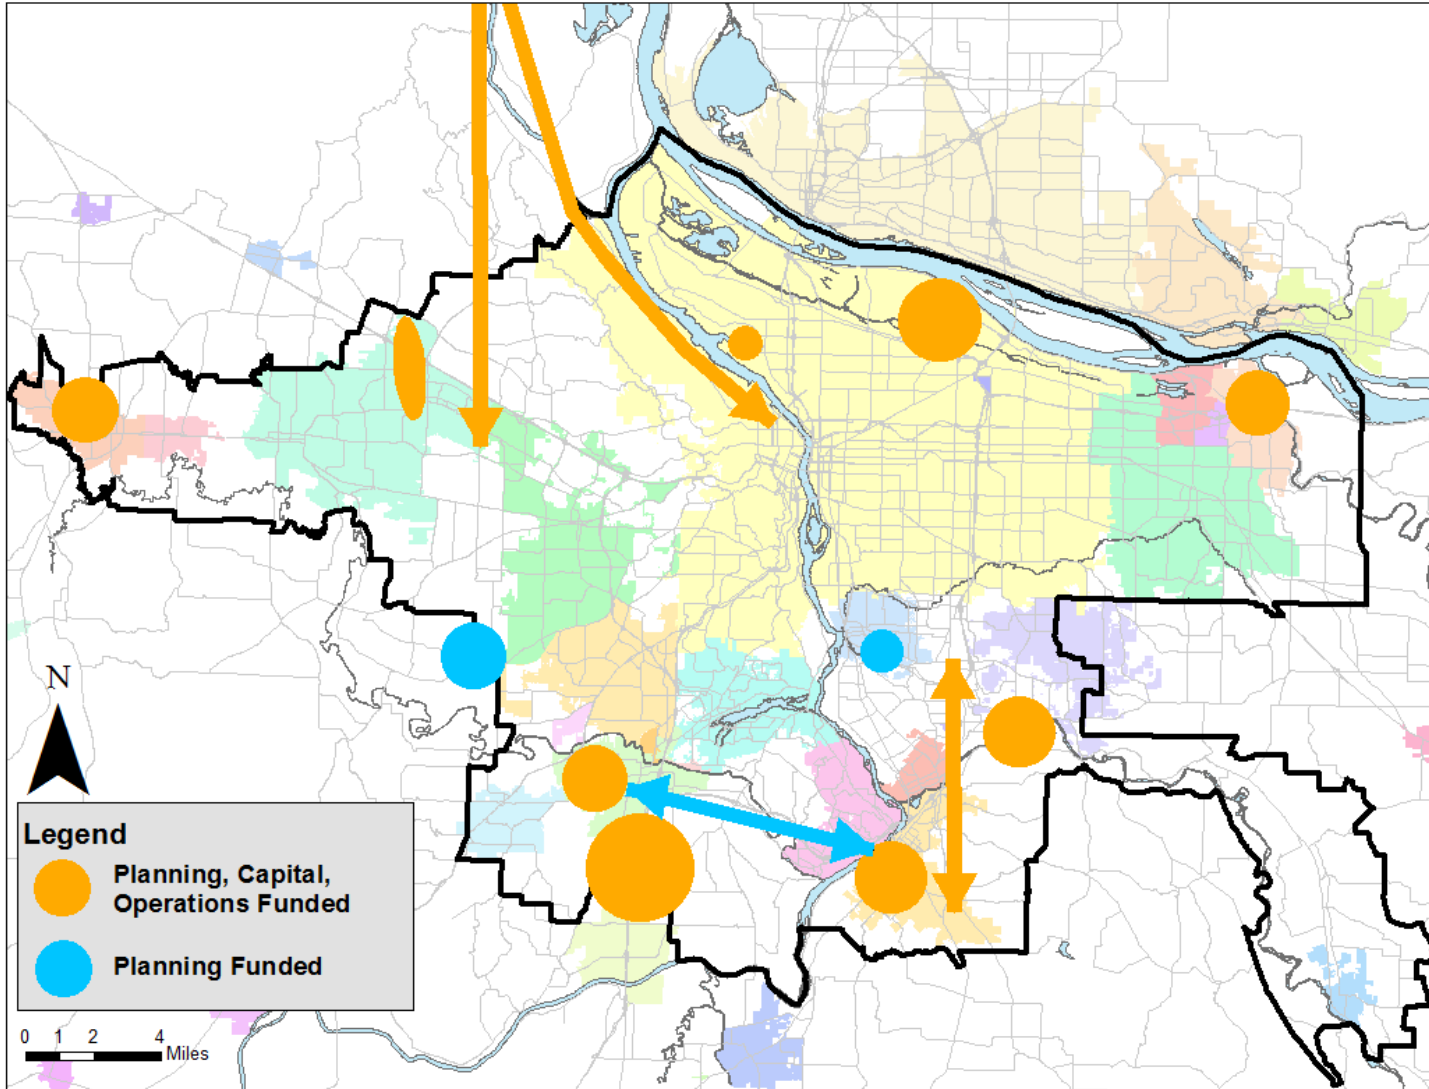 N
Legend
Planning, Capital,
Operations Funded
Planning Funded
0 1 2 4
Miles